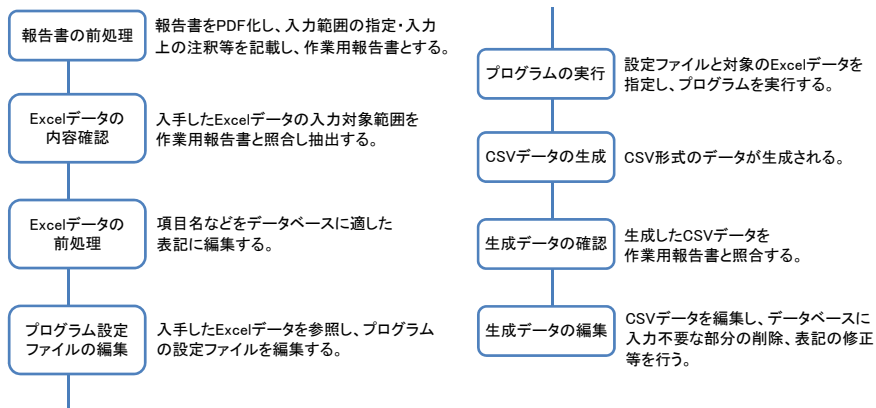 報告書の前処理
報告書をPDF化し、入力範囲の指定・入力
上の注釈等を記載し、作業用報告書とする。
Excelデータの
内容確認
入手したExcelデータの入力対象範囲を
作業用報告書と照合し抽出する。
Excelデータの
前処理
項目名などをデータベースに適した
表記に編集する。
プログラム設定
ファイルの編集
入手したExcelデータを参照し、プログラム
の設定ファイルを編集する。
プログラムの実行
設定ファイルと対象のExcelデータを
指定し、プログラムを実行する。
CSVデータの生成
CSV形式のデータが生成される。
生成データの確認
生成したCSVデータを
作業用報告書と照合する。
生成データの編集
CSVデータを編集し、データベースに
入力不要な部分の削除、表記の修正
等を行う。